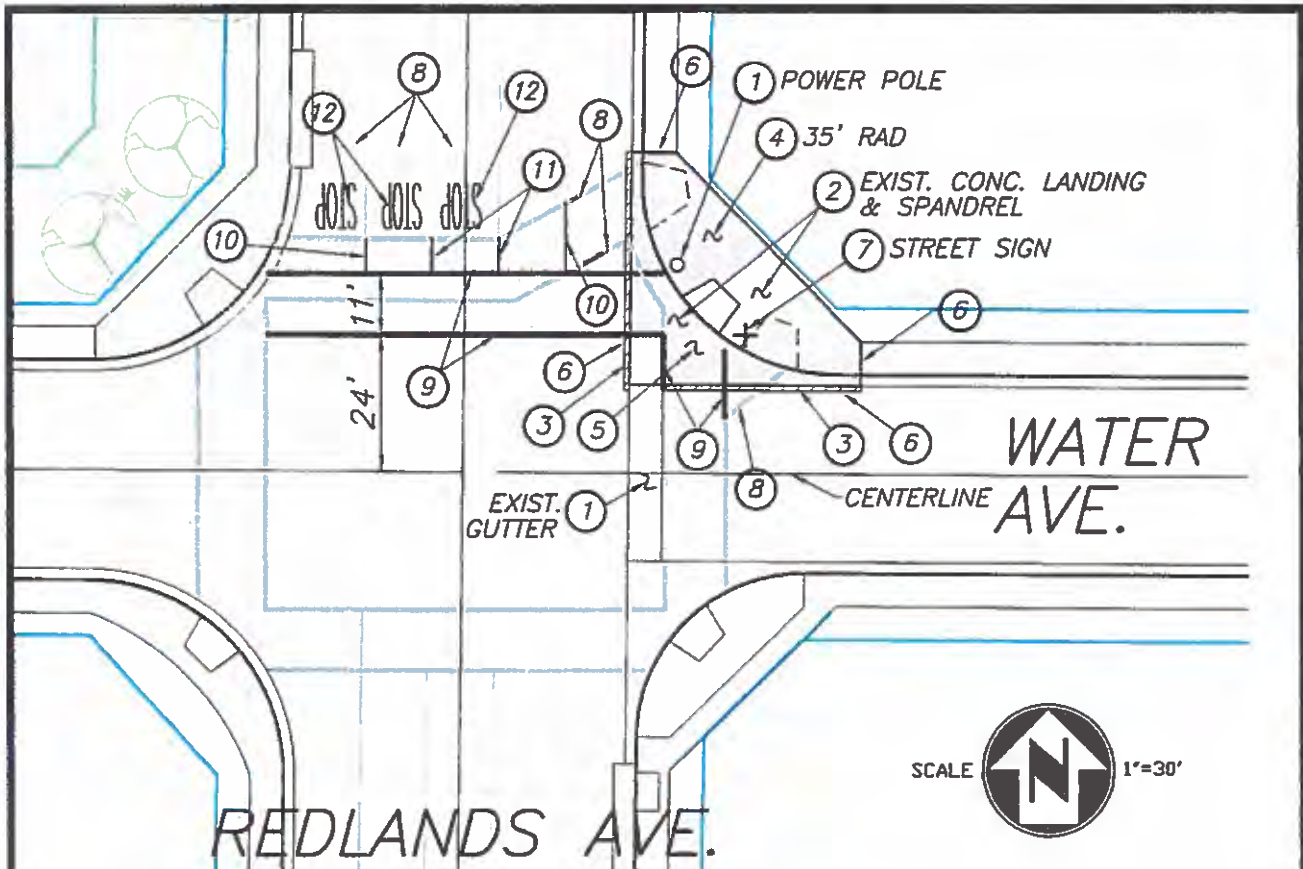 8
6
1 POWER POLE
12
12
4 35' RAD
8
11
2 EXIST. CONC. LANDING
& SPANDREL
STOP STOP STOP
10
7 STREET SIGN
11'
10
6
9
6
24'
3
5
9
3
6
WATER
AVE.
8
CENTERLINE
EXIST.
GUTTER 1
SCALE
N
1"=30'
REDLANDS AVE.